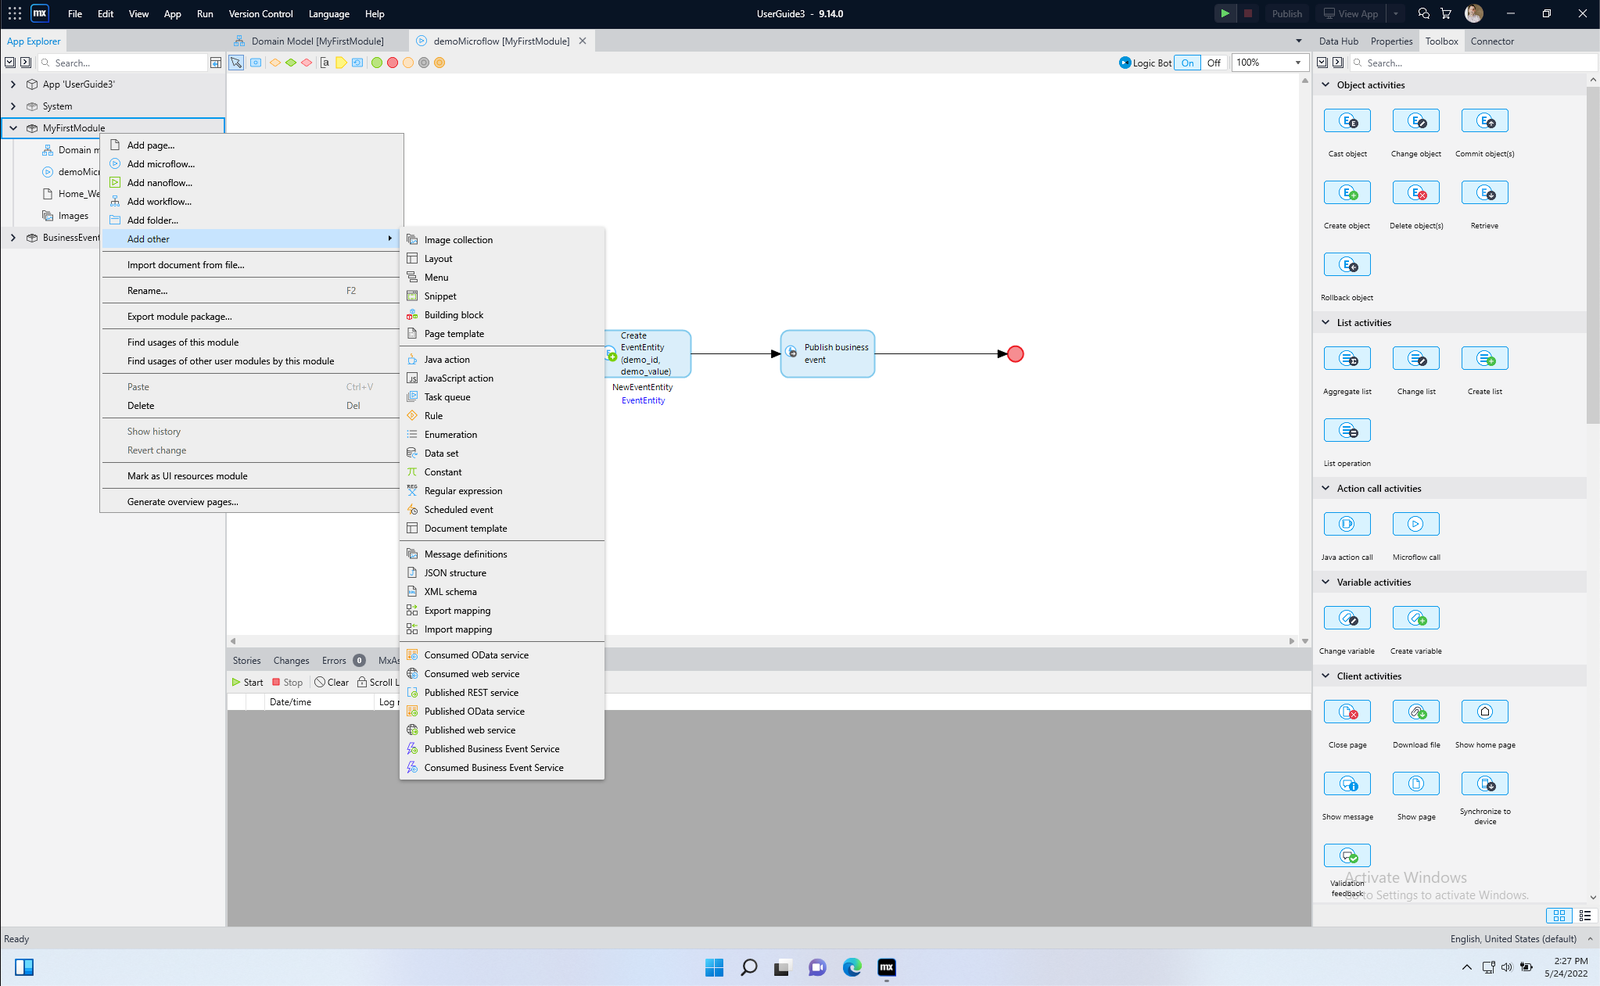 mx File Edit View App Run Version Control Language Help
UserGuide3 - 9.14.0
Publish View App
App Explorer
Domain Model [MyFirstModule]
demoMicroflow [MyFirstModule]
Data Hub Properties Toolbox Connector
Search...
Logic Bot On Off 100%
Search...
App 'UserGuide3'
System
MyFirstModule
Domain m
demoMic
Home_We
Images
BusinessEvent
Add page...
Add microflow...
Add nanoflow...
Add workflow...
Add folder...
Add other
Import document from file...
Rename... F2
Export module package...
Find usages of this module
Find usages of other user modules by this module
Paste Ctrl+V
Delete Del
Show history
Revert change
Mark as UI resources module
Generate overview pages...
Image collection
Layout
Menu
Snippet
Building block
Page template
Java action
JavaScript action
Task queue
Rule
Enumeration
Data set
Constant
Regular expression
Scheduled event
Document template
Message definitions
JSON structure
XML schema
Export mapping
Import mapping
Consumed OData service
Consumed web service
Published REST service
Published OData service
Published web service
Published Business Event Service
Consumed Business Event Service
Create
EventEntity
(demo_id,
demo_value)
NewEventEntity
EventEntity
Publish business
event
Stories Changes Errors 0 MxAs
Start Stop Clear Scroll L
Date/time Log n
Object activities
Cast object Change object Commit object(s)
Create object Delete object(s) Retrieve
Rollback object
List activities
Aggregate list Change list Create list
List operation
Action call activities
Java action call Microflow call
Variable activities
Change variable Create variable
Client activities
Close page Download file Show home page
Show message Show page Synchronize to
device
Validation
feedback
Activate Windows
Go to Settings to activate Windows.
Ready
English, United States (default)
mx
2:27 PM
5/24/2022